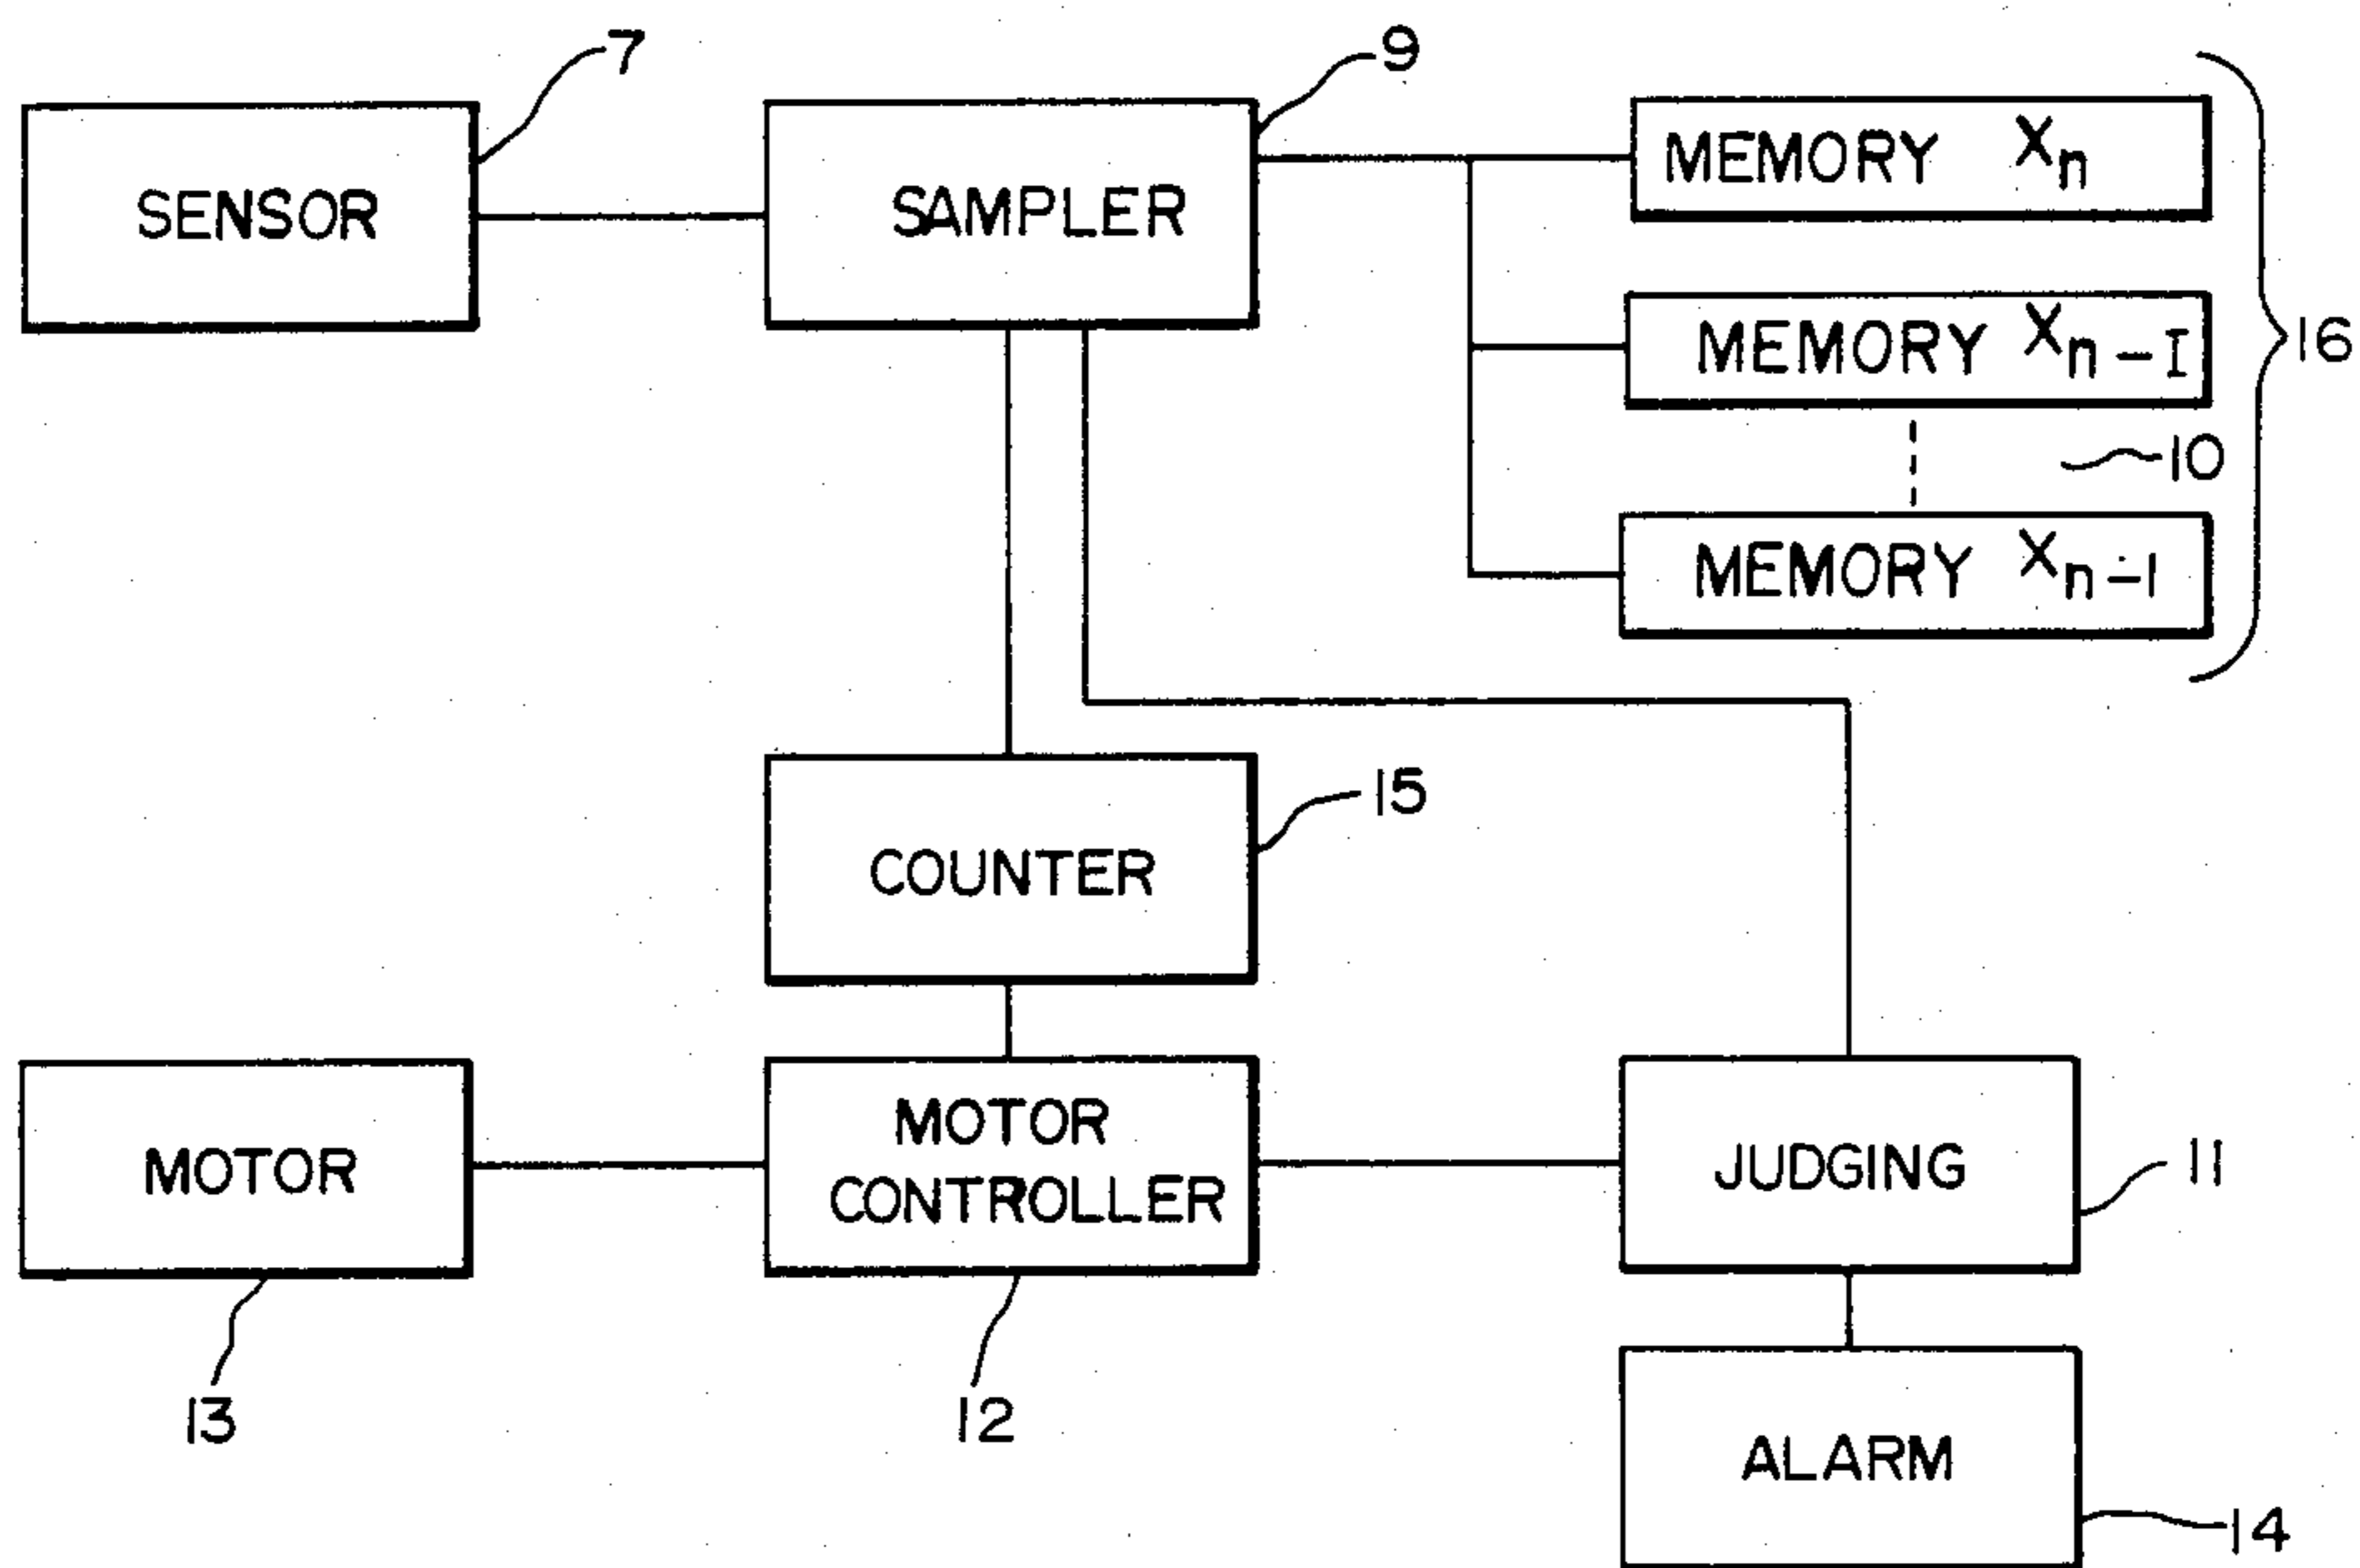 7
9
SENSOR
SAMPLER
MEMORY Xn
MEMORY Xn-I
16
10
MEMORY Xn-1
15
COUNTER
MOTOR
MOTOR
CONTROLLER
JUDGING
11
13
12
ALARM
14